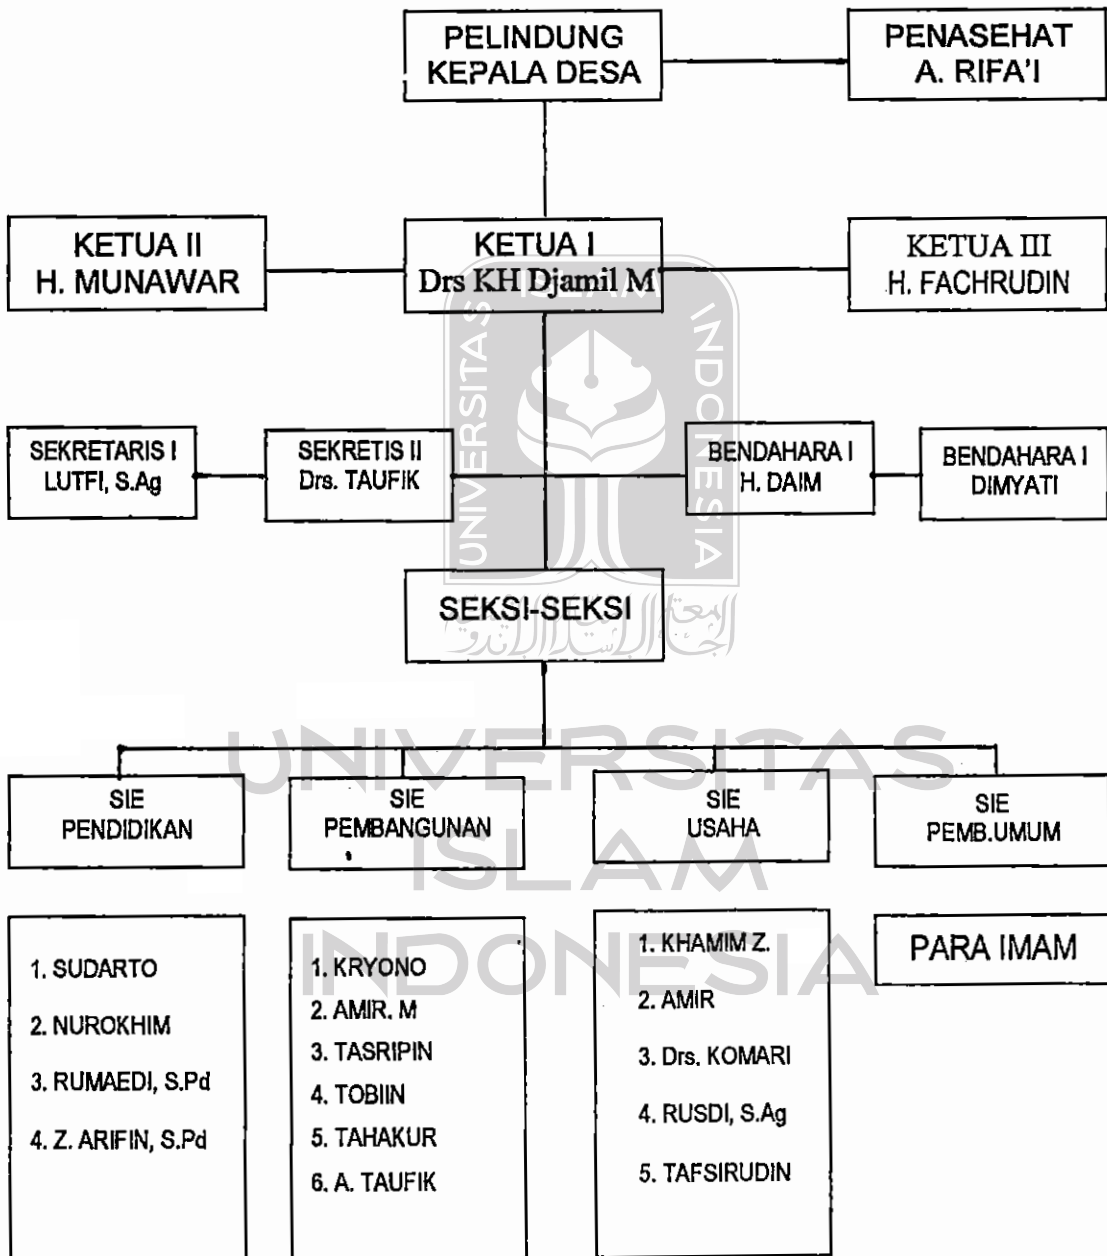 PELINDUNG
KEPALA DESA
PENASEHAT
A. RIFA'I
KETUA II
H. MUNAWAR
KETUA I
Drs KH Djamil M
KETUA III
H. FACHRUDIN
SEKRETARIS I
LUTFI, S.Ag
SEKRETIS II
Drs. TAUFIK
BENDAHARA I
H. DAIM
BENDAHARA I
DIMYATI
SEKSI-SEKSI
SIE
PENDIDIKAN
SIE
PEMBANGUNAN
SIE
USAHA
SIE
PEMB.UMUM
1. SUDARTO
2. NUROKHIM
3. RUMAEDI, S.Pd
4. Z. ARIFIN, S.Pd
1. KRYONO
2. AMIR. M
3. TASRIPIN
4. TOBIIN
5. TAHAKUR
6. A. TAUFIK
1. KHAMIM Z.
2. AMIR
3. Drs. KOMARI
4. RUSDI, S.Ag
5. TAFSIRUDIN
PARA IMAM
UNIVERSITAS
ISLAM
INDONESIA
UNIVERSITAS
ISLAM
INDONESIA